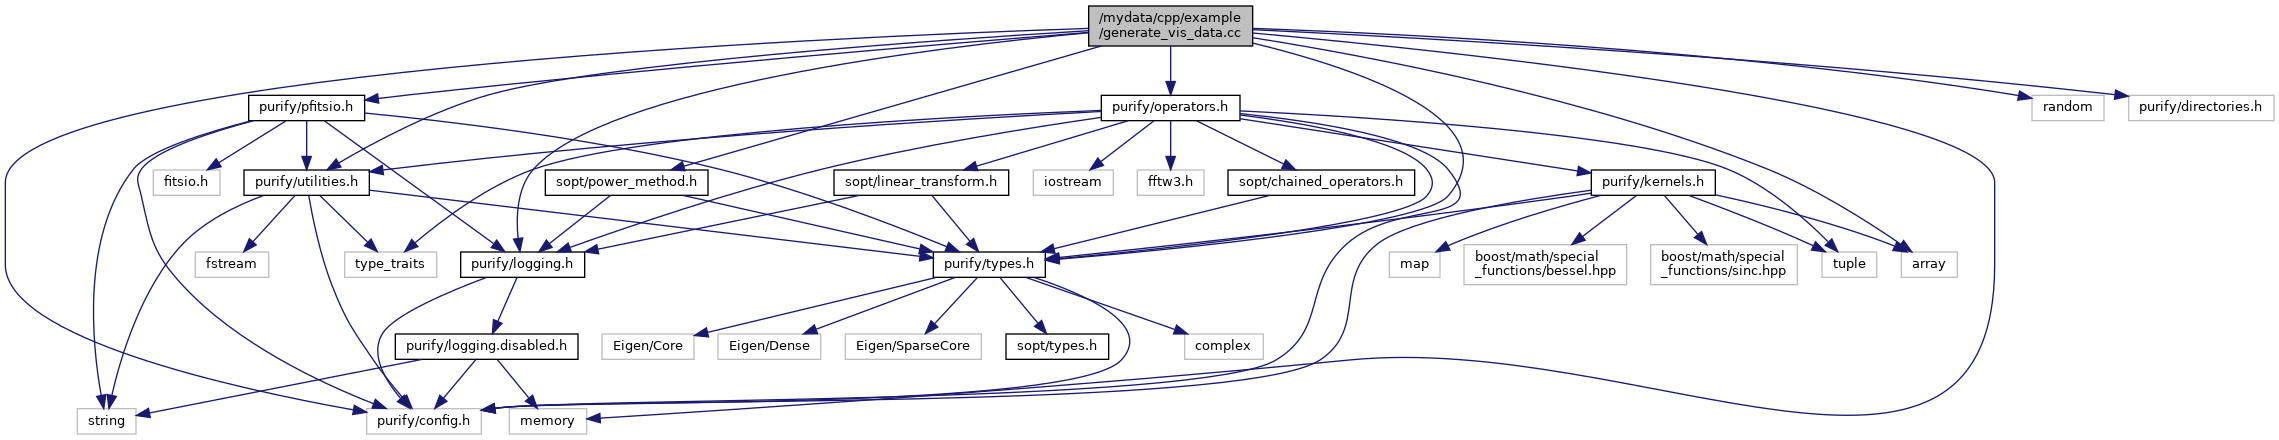 /mydata/cpp/example
/generate_vis_data.cc
purify/pfitsio.h
purify/operators.h
random
purify/directories.h
fitsio.h
purify/utilities.h
sopt/power_method.h
sopt/linear_transform.h
iostream
fftw3.h
sopt/chained_operators.h
purify/kernels.h
fstream
type_traits
purify/logging.h
purify/types.h
map
boost/math/special
_functions/bessel.hpp
boost/math/special
_functions/sinc.hpp
tuple
array
purify/logging.disabled.h
Eigen/Core
Eigen/Dense
Eigen/SparseCore
sopt/types.h
complex
string
purify/config.h
memory